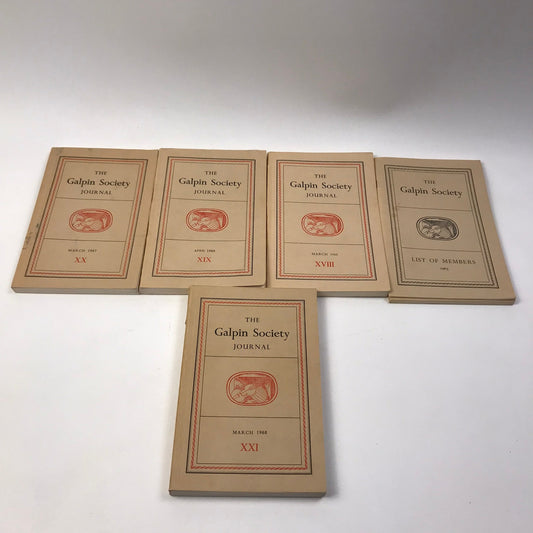 THE
Galpin Society
JOURNAL
MARCH 1967
XX
THE
Galpin Society
JOURNAL
APRIL 1966
XIX
THE
Galpin Society
JOURNAL
MARCH
XVIII
THE
Galpin Society
LIST OF MEMBERS
THE
Galpin Society
JOURNAL
MARCH 1968
XXI